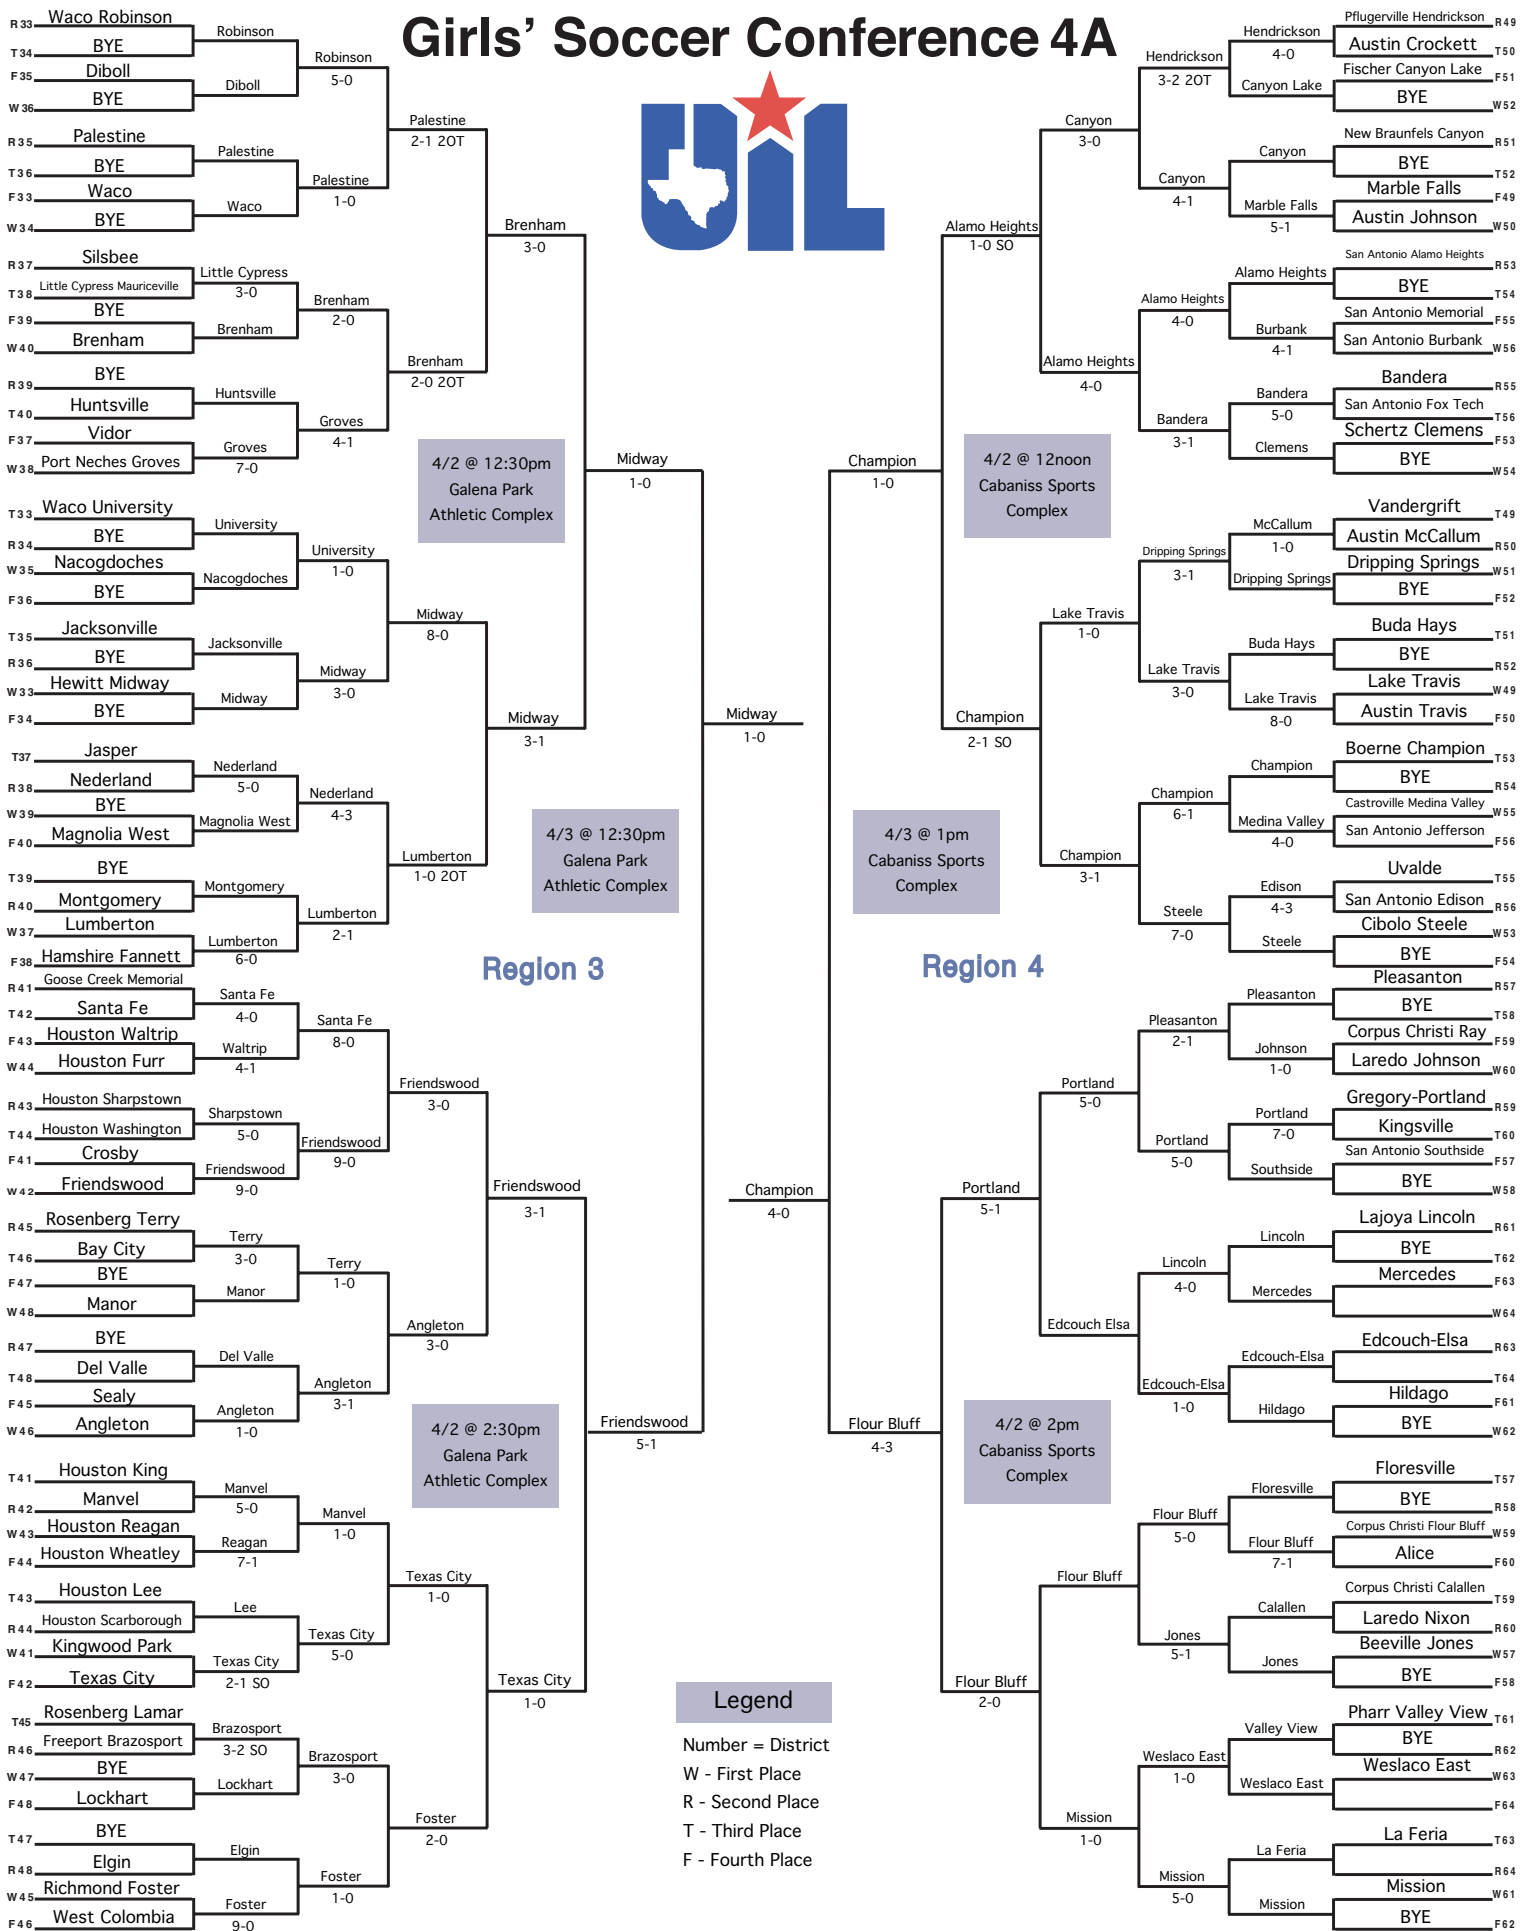 Girls' Soccer Conference 4A
UIL
R33 Waco Robinson
Robinson
T34 BYE
Robinson
5-0
F35 Diboll
Diboll
W36 BYE
Palestine
2-1 2OT
R35 Palestine
Palestine
T36 BYE
Palestine
1-0
F33 Waco
Waco
W34 BYE
Brenham
3-0
R37 Silsbee
Little Cypress
3-0
T38 Little Cypress Mauriceville
Brenham
2-0
F39 BYE
Brenham
W40 Brenham
Brenham
2-0 2OT
R39 BYE
Huntsville
T40 Huntsville
Groves
4-1
F37 Vidor
Groves
7-0
W38 Port Neches Groves
4/2 @ 12:30pm
Galena Park
Athletic Complex
Midway
1-0
T33 Waco University
University
R34 BYE
University
1-0
W35 Nacogdoches
Nacogdoches
F36 BYE
Midway
8-0
T35 Jacksonville
Jacksonville
R36 BYE
Midway
3-0
W33 Hewitt Midway
Midway
F34 BYE
Midway
3-1
T37 Jasper
Nederland
5-0
R38 Nederland
Nederland
4-3
W39 BYE
Magnolia West
F40 Magnolia West
Lumberton
1-0 2OT
T39 BYE
Montgomery
R40 Montgomery
Lumberton
2-1
W37 Lumberton
Lumberton
6-0
F38 Hamshire Fannett
Midway
1-0
4/3 @ 12:30pm
Galena Park
Athletic Complex
Region 3
R41 Goose Creek Memorial
Santa Fe
4-0
T42 Santa Fe
Santa Fe
8-0
F43 Houston Waltrip
Waltrip
4-1
W44 Houston Furr
Friendswood
3-0
R43 Houston Sharpstown
Sharpstown
5-0
T44 Houston Washington
Friendswood
9-0
F41 Crosby
Friendswood
9-0
W42 Friendswood
Friendswood
3-1
R45 Rosenberg Terry
Terry
3-0
T46 Bay City
Terry
1-0
F47 BYE
Manor
W48 Manor
Angleton
3-0
R47 BYE
Del Valle
T48 Del Valle
Angleton
3-1
F45 Sealy
Angleton
1-0
W46 Angleton
4/2 @ 2:30pm
Galena Park
Athletic Complex
Friendswood
5-1
T41 Houston King
Manvel
5-0
R42 Manvel
Manvel
1-0
W43 Houston Reagan
Reagan
7-1
F44 Houston Wheatley
Texas City
1-0
T43 Houston Lee
Lee
R44 Houston Scarborough
Texas City
5-0
W41 Kingwood Park
Texas City
2-1 SO
F42 Texas City
Texas City
1-0
T45 Rosenberg Lamar
Brazosport
3-2 SO
R46 Freeport Brazosport
Brazosport
3-0
W47 BYE
Lockhart
F48 Lockhart
Foster
2-0
T47 BYE
Elgin
R48 Elgin
Foster
1-0
W45 Richmond Foster
Foster
9-0
F46 West Colombia
Pflugerville Hendrickson R49
Hendrickson
4-0
Austin Crockett T50
Hendrickson
3-2 2OT
Fischer Canyon Lake F51
Canyon Lake
BYE W52
Canyon
3-0
New Braunfels Canyon R51
Canyon
BYE T52
Canyon
4-1
Marble Falls F49
Marble Falls
5-1
Austin Johnson W50
Alamo Heights
1-0 SO
San Antonio Alamo Heights R53
Alamo Heights
BYE T54
Alamo Heights
4-0
San Antonio Memorial F55
Burbank
4-1
San Antonio Burbank W56
Alamo Heights
4-0
Bandera R55
Bandera
5-0
San Antonio Fox Tech T56
Bandera
3-1
Schertz Clemens F53
Clemens
BYE W54
4/2 @ 12noon
Cabaniss Sports
Complex
Champion
1-0
Vandergrift T49
McCallum
1-0
Austin McCallum R50
Dripping Springs
3-1
Dripping Springs W51
Dripping Springs
BYE F52
Lake Travis
1-0
Buda Hays T51
Buda Hays
BYE R52
Lake Travis
3-0
Lake Travis W49
Lake Travis
8-0
Austin Travis F50
Champion
2-1 SO
Boerne Champion T53
Champion
BYE R54
Champion
6-1
Castroville Medina Valley W55
Medina Valley
4-0
San Antonio Jefferson F56
Champion
3-1
Uvalde T55
Edison
4-3
San Antonio Edison R56
Steele
7-0
Cibolo Steele W53
Steele
BYE F54
4/3 @ 1pm
Cabaniss Sports
Complex
Region 4
Pleasanton R57
Pleasanton
BYE T58
Pleasanton
2-1
Corpus Christi Ray F59
Johnson
1-0
Laredo Johnson W60
Portland
5-0
Gregory-Portland R59
Portland
7-0
Kingsville T60
Portland
5-0
San Antonio Southside F57
Southside
BYE W58
Champion
4-0
Portland
5-1
Lajoya Lincoln R61
Lincoln
BYE T62
Lincoln
4-0
Mercedes F63
Mercedes
W64
Edcouch Elsa
Edcouch-Elsa R63
Edcouch-Elsa
T64
Edcouch-Elsa
1-0
Hildago F61
Hildago
BYE W62
Flour Bluff
4-3
4/2 @ 2pm
Cabaniss Sports
Complex
Floresville T57
Floresville
BYE R58
Flour Bluff
5-0
Corpus Christi Flour Bluff W59
Flour Bluff
7-1
Alice F60
Flour Bluff
Corpus Christi Calallen T59
Calallen
Laredo Nixon R60
Jones
5-1
Beeville Jones W57
Jones
BYE F58
Flour Bluff
2-0
Pharr Valley View T61
Valley View
BYE R62
Weslaco East
1-0
Weslaco East W63
Weslaco East
F64
Mission
1-0
La Feria T63
La Feria
R64
Mission
5-0
Mission W61
Mission
BYE F62
Legend
Number = District
W - First Place
R - Second Place
T - Third Place
F - Fourth Place